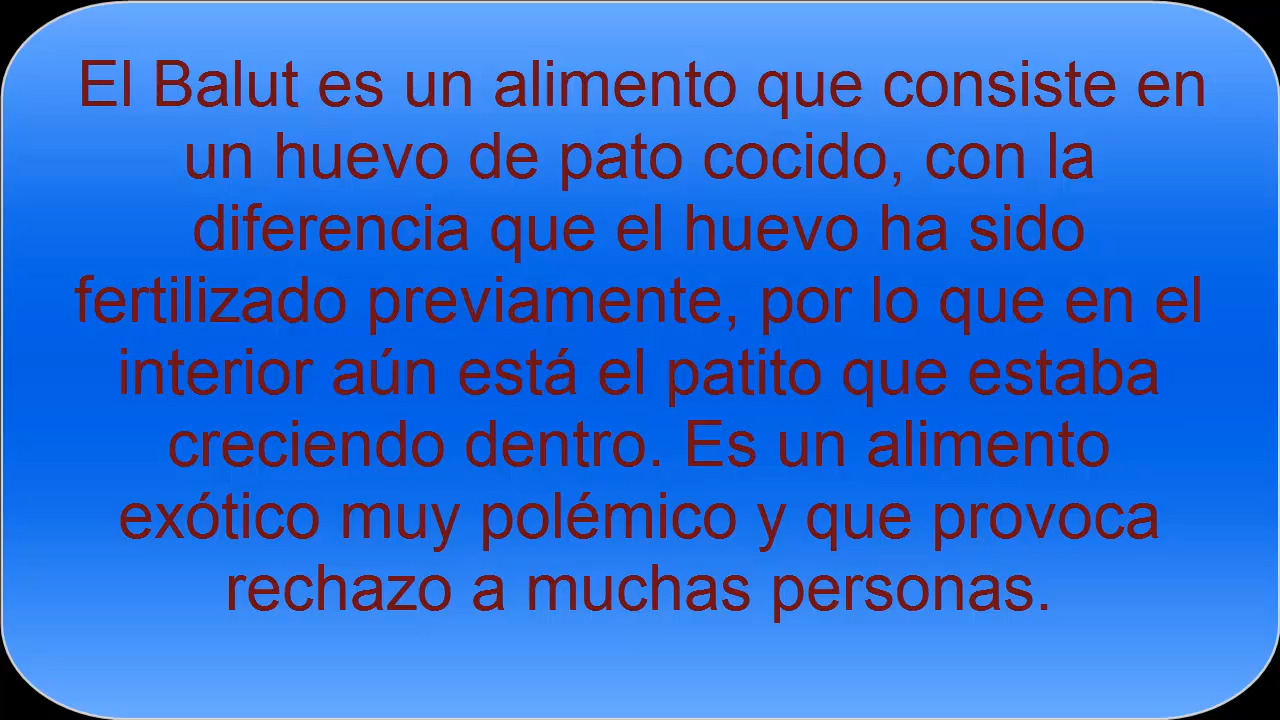 El Balut es un alimento que consiste en
un huevo de pato cocido, con la
diferencia que el huevo ha sido
fertilizado previamente, por lo que en el
interior aún está el patito que estaba
creciendo dentro. Es un alimento
exótico muy polémico y que provoca
rechazo a muchas personas.